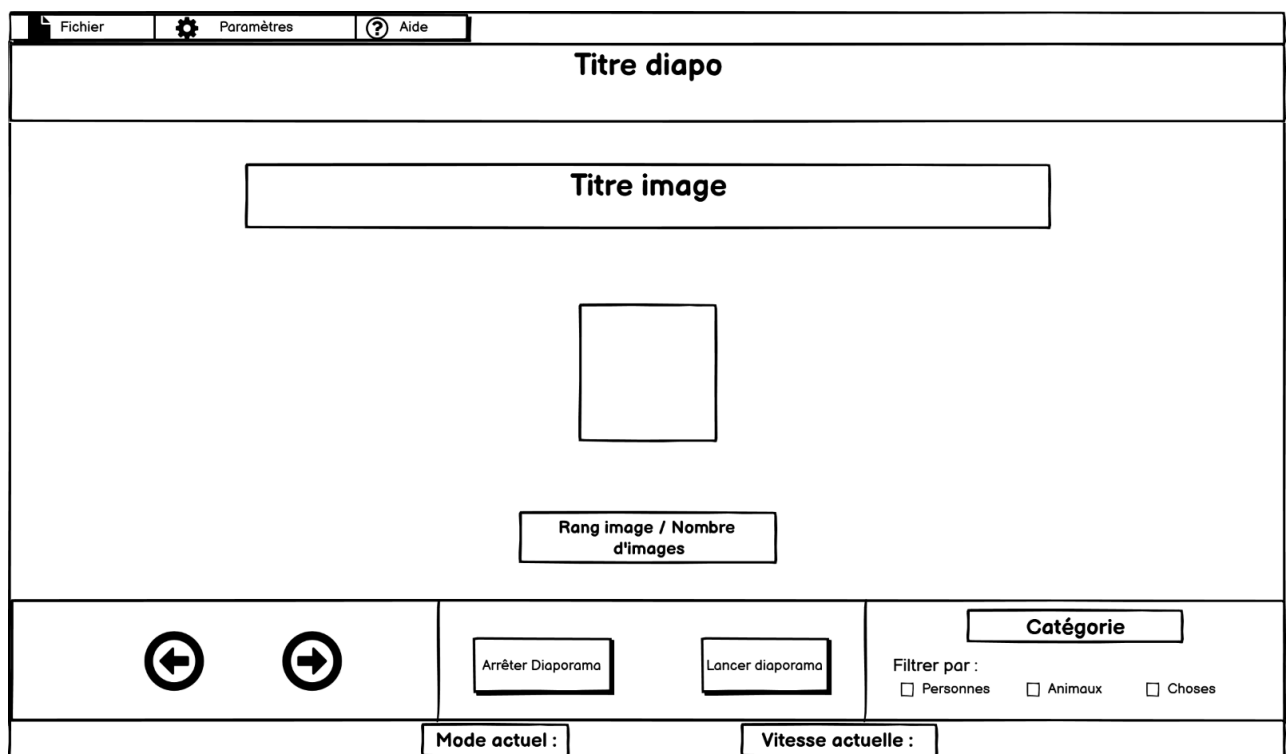 Fichier
Paramètres
? Aide
Titre diapo
Titre image
Rang image / Nombre
d'images
Arrêter Diaporama
Lancer diaporama
Catégorie
Filtrer par :
Personnes
Animaux
Choses
Mode actuel :
Vitesse actuelle :